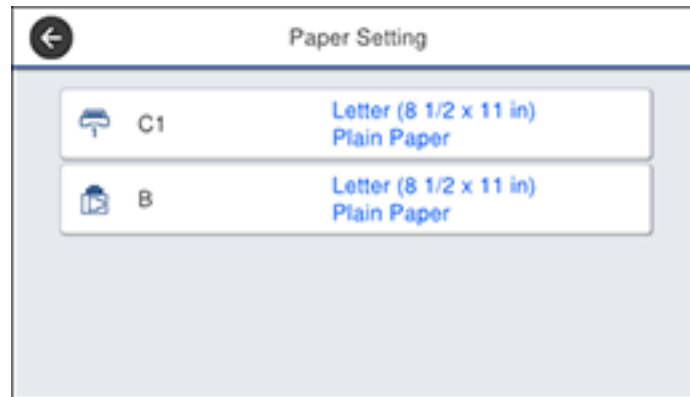 Paper Setting
C1
Letter (8 1/2 x 11 in)
Plain Paper
B
Letter (8 1/2 x 11 in)
Plain Paper